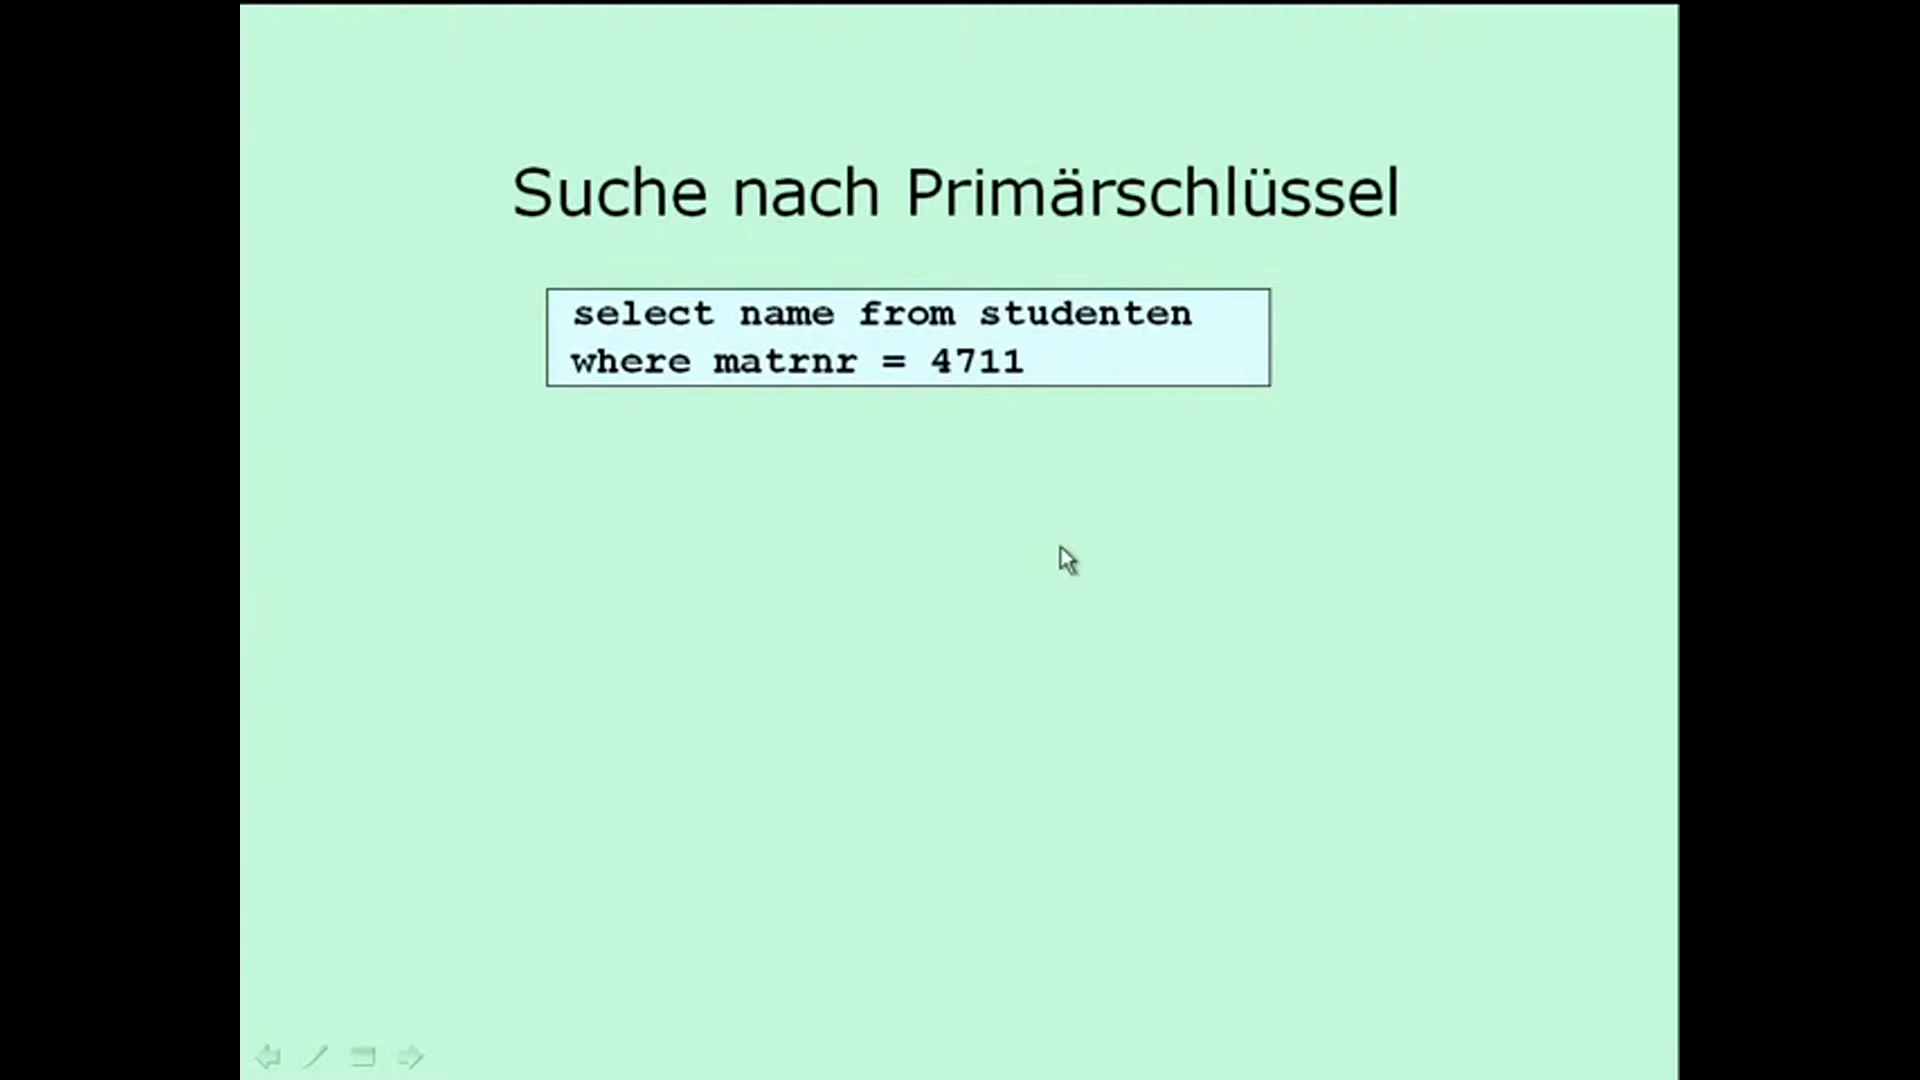 Suche nach Primärschlüssel
select name from studenten
where matrnr = 4711